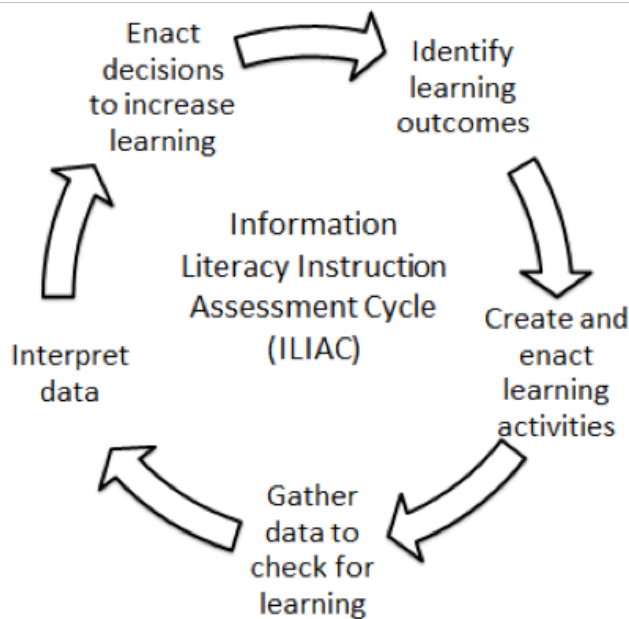 Enact
decisions
to increase
learning
Identify
learning
outcomes
Create and
enact
learning
activities
Gather
data to
check for
learning
Interpret
data
Information
Literacy Instruction
Assessment Cycle
(ILIAC)